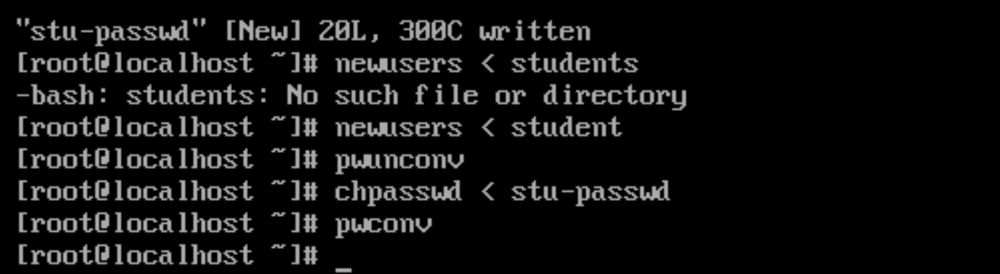 "stu-passwd" [New] 20L, 300C written
[root@localhost ~]# newusers < students
-bash: students: No such file or directory
[root@localhost ~]# newusers < student
[root@localhost ~]# pwunconv
[root@localhost ~]# chpasswd < stu-passwd
[root@localhost ~]# pwconv
[root@localhost ~]# _